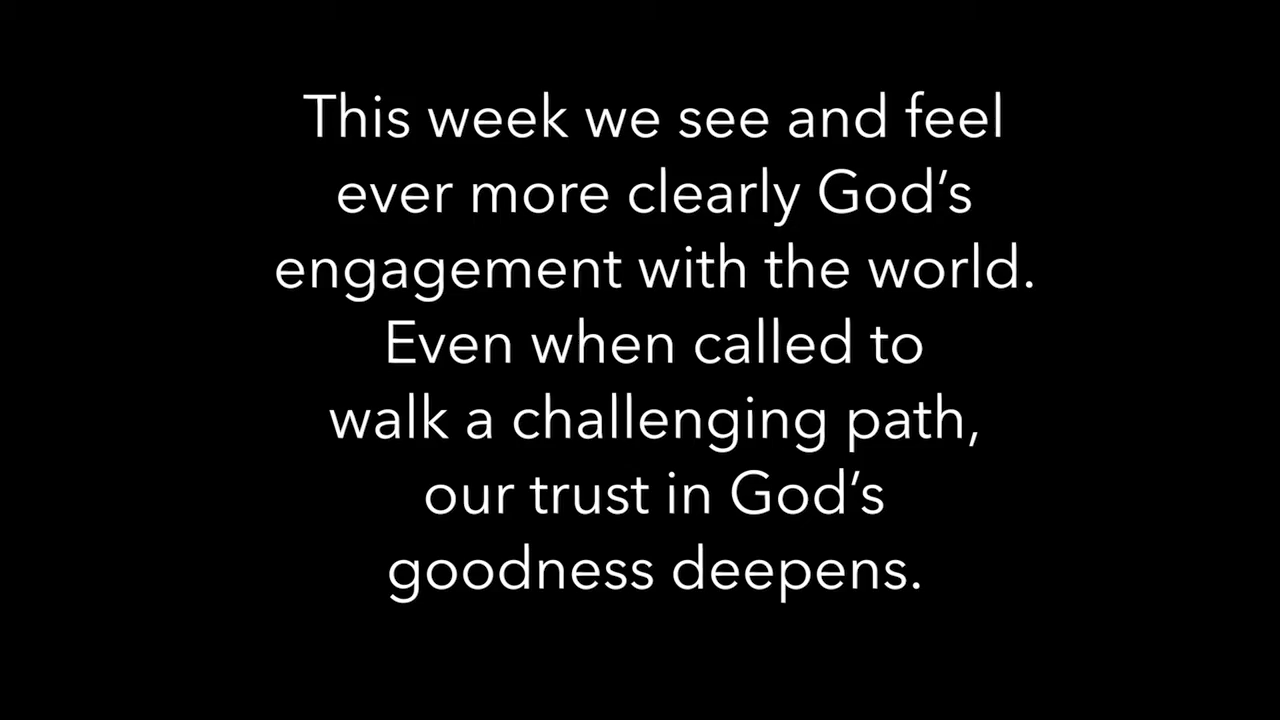 This week we see and feel
ever more clearly God’s
engagement with the world.
Even when called to
walk a challenging path,
our trust in God’s
goodness deepens.